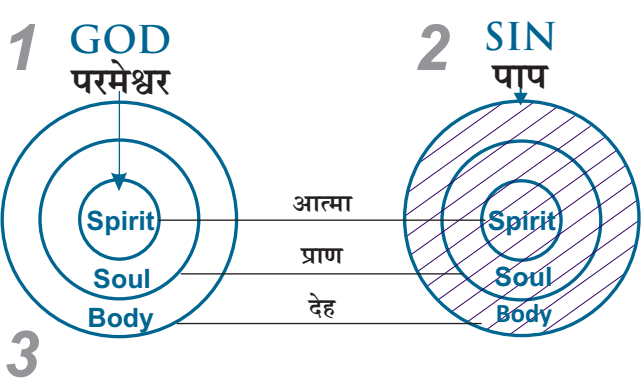 1
GOD
परमेश्वर
2
SIN
पाप
Spirit
Soul
Body
आत्मा
प्राण
देह
Spirit
Soul
Body
3